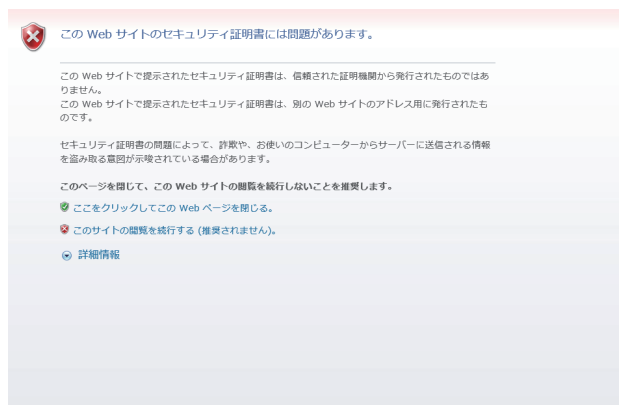 この Web サイトのセキュリティ証明書には問題があります。
この Web サイトで提示されたセキュリティ証明書は、信頼された証明機関から発行されたものではあ
りません。
この Web サイトで提示されたセキュリティ証明書は、別の Web サイトのアドレス用に発行されたも
のです。
セキュリティ証明書の問題によって、詐欺や、お使いのコンピューターからサーバーに送信される情報
を盗み取る意図が示唆されている場合があります。
このページを閉じて、この Web サイトの閲覧を続行しないことを推奨します。
ここをクリックしてこの Web ページを閉じる。
このサイトの閲覧を続行する (推奨されません)。
詳細情報